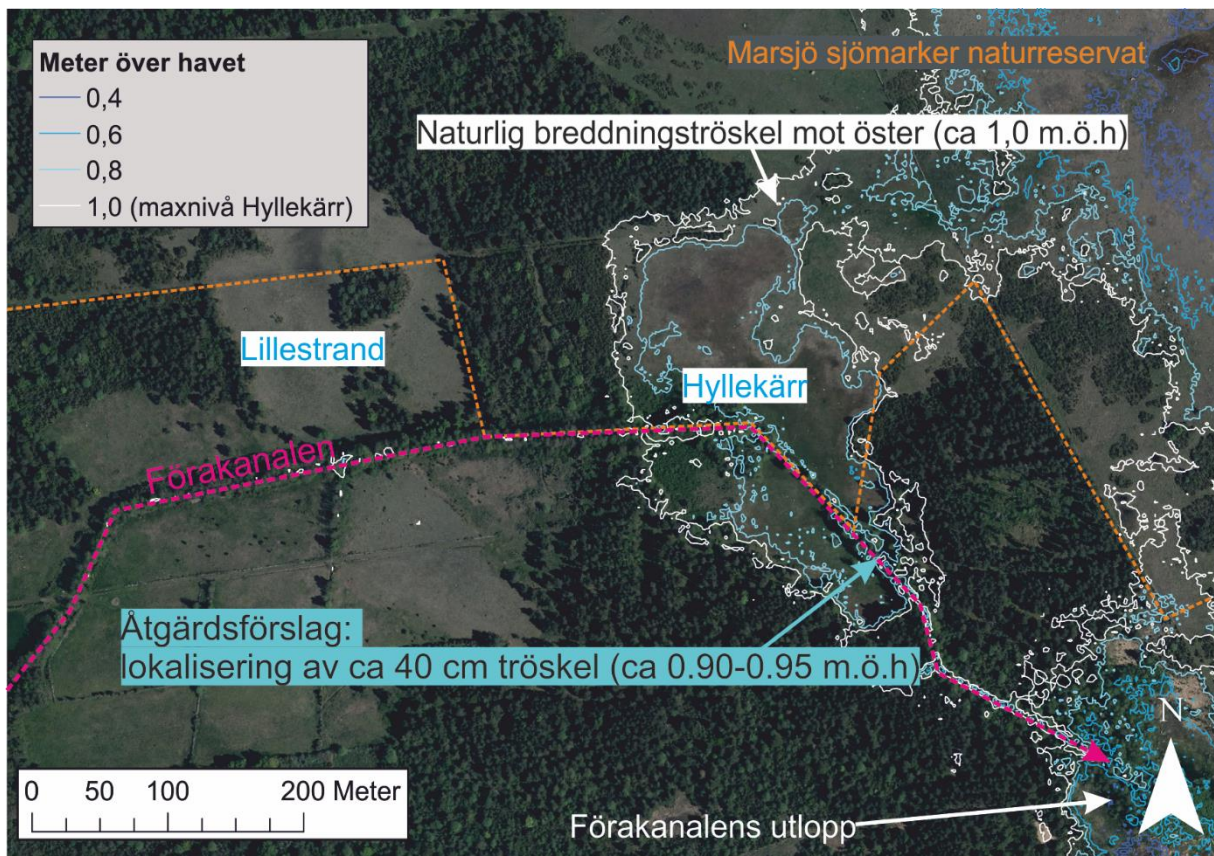 Meter över havet
0,4
0,6
0,8
1,0 (maxnivå Hyllekärr)
Marsjö sjömarker naturreservat
Naturlig breddningströskel mot öster (ca 1,0 m.ö.h)
Lillestrand
Hyllekärr
Förakanalen
Åtgärdsförslag:
lokalisering av ca 40 cm tröskel (ca 0.90-0.95 m.ö.h)
N
0 50 100 200 Meter
Förakanalens utlopp